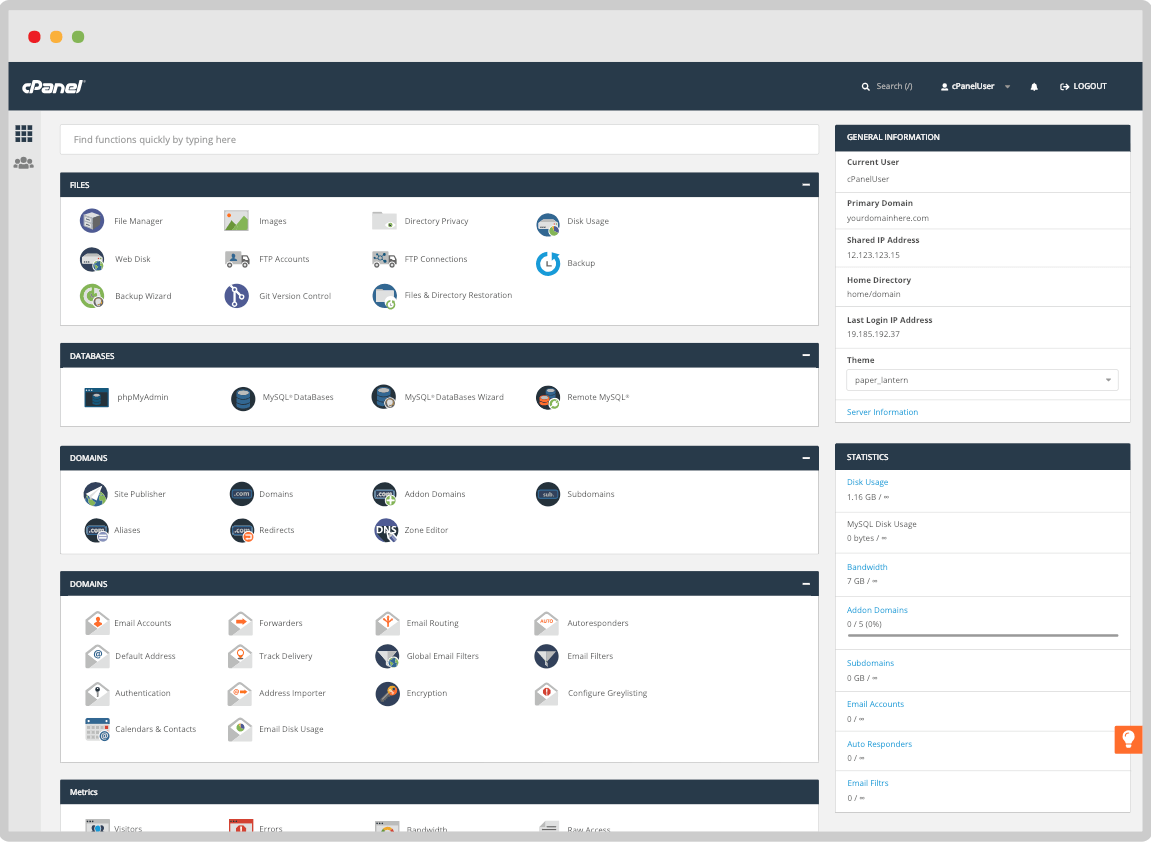 cPanel
Search (/)
cPanelUser
LOGOUT
Find functions quickly by typing here
FILES
File Manager
Images
Directory Privacy
Disk Usage
Web Disk
FTP Accounts
FTP Connections
Backup
Backup Wizard
Git Version Control
Files & Directory Restoration
DATABASES
phpMyAdmin
MySQL® DataBases
MySQL® DataBases Wizard
Remote MySQL®
DOMAINS
Site Publisher
.com
Domains
.com
Addon Domains
sub.
Subdomains
.com
Aliases
.com
Redirects
DNS
Zone Editor
DOMAINS
Email Accounts
Forwarders
Email Routing
AUTO
Autoresponders
@
Default Address
Track Delivery
Global Email Filters
Email Filters
Authentication
@
Address Importer
Encryption
Configure Greylisting
@
Calendars & Contacts
Email Disk Usage
Metrics
Visitors
Errors
Bandwidth
Raw Access
GENERAL INFORMATION
Current User
cPanelUser
Primary Domain
yourdomainhere.com
Shared IP Address
12.123.123.15
Home Directory
home/domain
Last Login IP Address
19.185.192.37
Theme
paper_lantern
Server Information
STATISTICS
Disk Usage
1.16 GB / ∞
MySQL Disk Usage
0 bytes / ∞
Bandwidth
7 GB / ∞
Addon Domains
0 / 5 (0%)
Subdomains
0 GB / ∞
Email Accounts
0 / ∞
Auto Responders
0 / ∞
Email Filtrs
0 / ∞